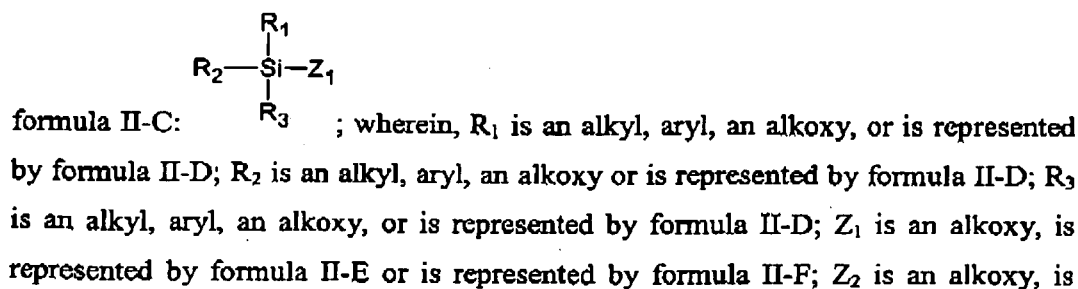 R₁
R₂—Si—Z₁
R₃
formula II-C: ; wherein, R₁ is an alkyl, aryl, an alkoxy, or is represented
by formula II-D; R₂ is an alkyl, aryl, an alkoxy or is represented by formula II-D; R₃
is an alkyl, aryl, an alkoxy, or is represented by formula II-D; Z₁ is an alkoxy, is
represented by formula II-E or is represented by formula II-F; Z₂ is an alkoxy, is